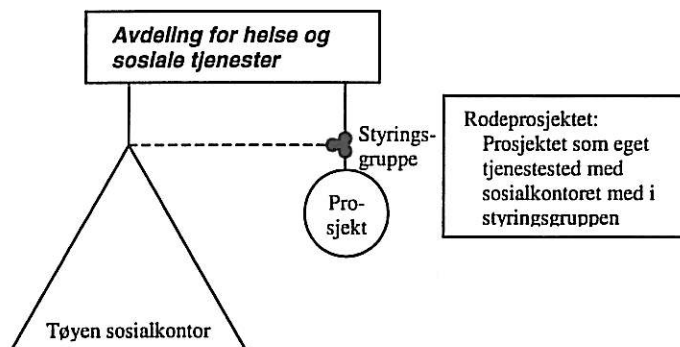 Avdeling for helse og
sosiale tjenester
Styrings-
gruppe
Pro-
sjekt
Tøyen sosialkontor
Rodeprosjektet:
Prosjektet som eget
tjenestested med
sosialkontoret med i
styringsgruppen